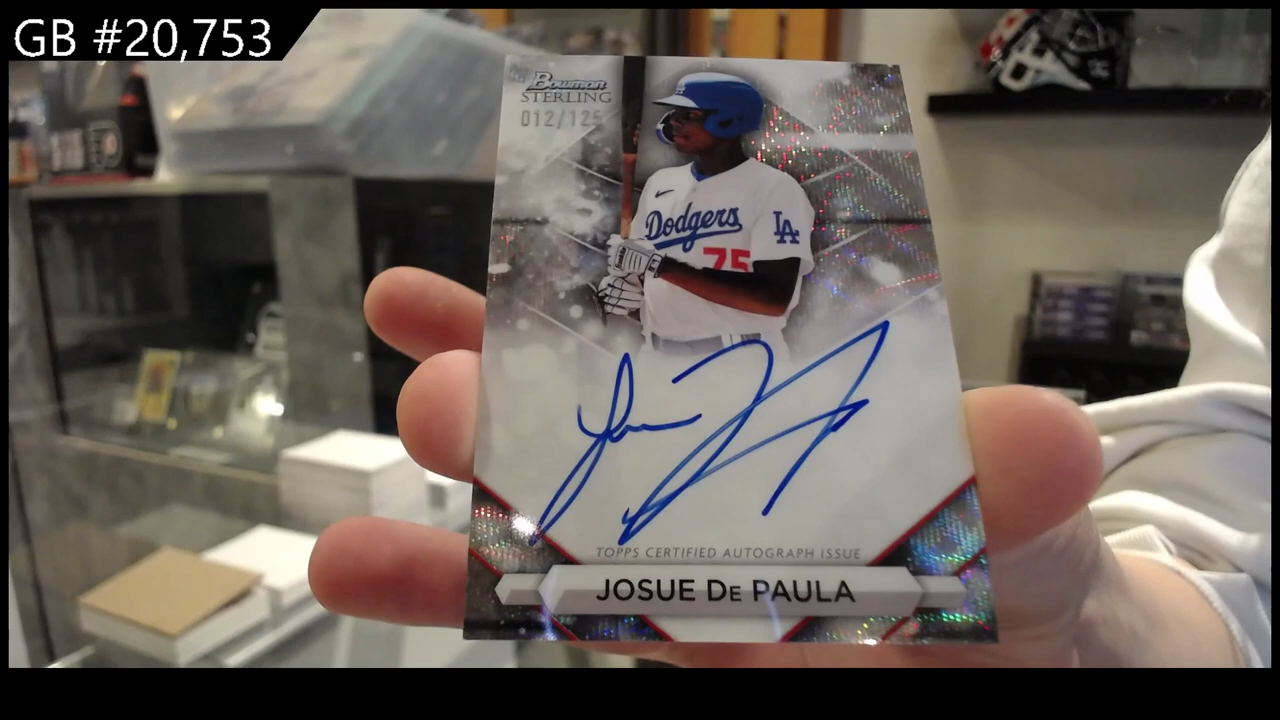 GB #20,753
Bowman
STERLING
012/125
Dodgers
LA
75
TOPPS CERTIFIED AUTOGRAPH ISSUE
JOSUE DE PAULA